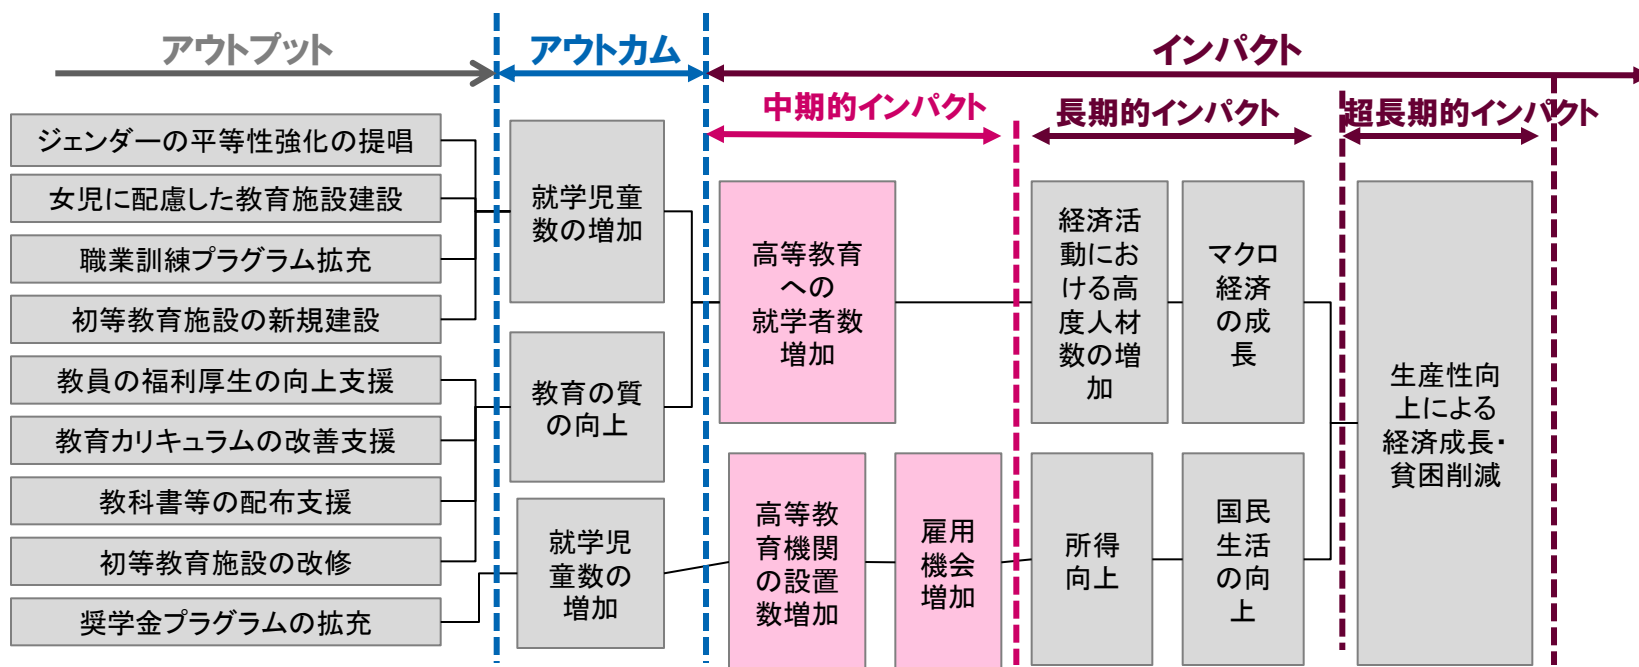 アウトプット
アウトカム
インパクト
中期的インパクト
長期的インパクト
超長期的インパクト
ジェンダーの平等性強化の提唱
女児に配慮した教育施設建設
職業訓練プラグラム拡充
初等教育施設の新規建設
教員の福利厚生の向上支援
教育カリキュラムの改善支援
教科書等の配布支援
初等教育施設の改修
奨学金プラグラムの拡充
就学児童
数の増加
教育の質
の向上
就学児
童数の
増加
高等教育
への
就学者数
増加
高等教
育機関
の設置
数増加
雇用
機会
増加
経済活
動にお
ける高
度人材
数の増
加
マクロ
経済
の成
長
所得
向上
国民
生活
の向
上
生産性向
上による
経済成長・
貧困削減